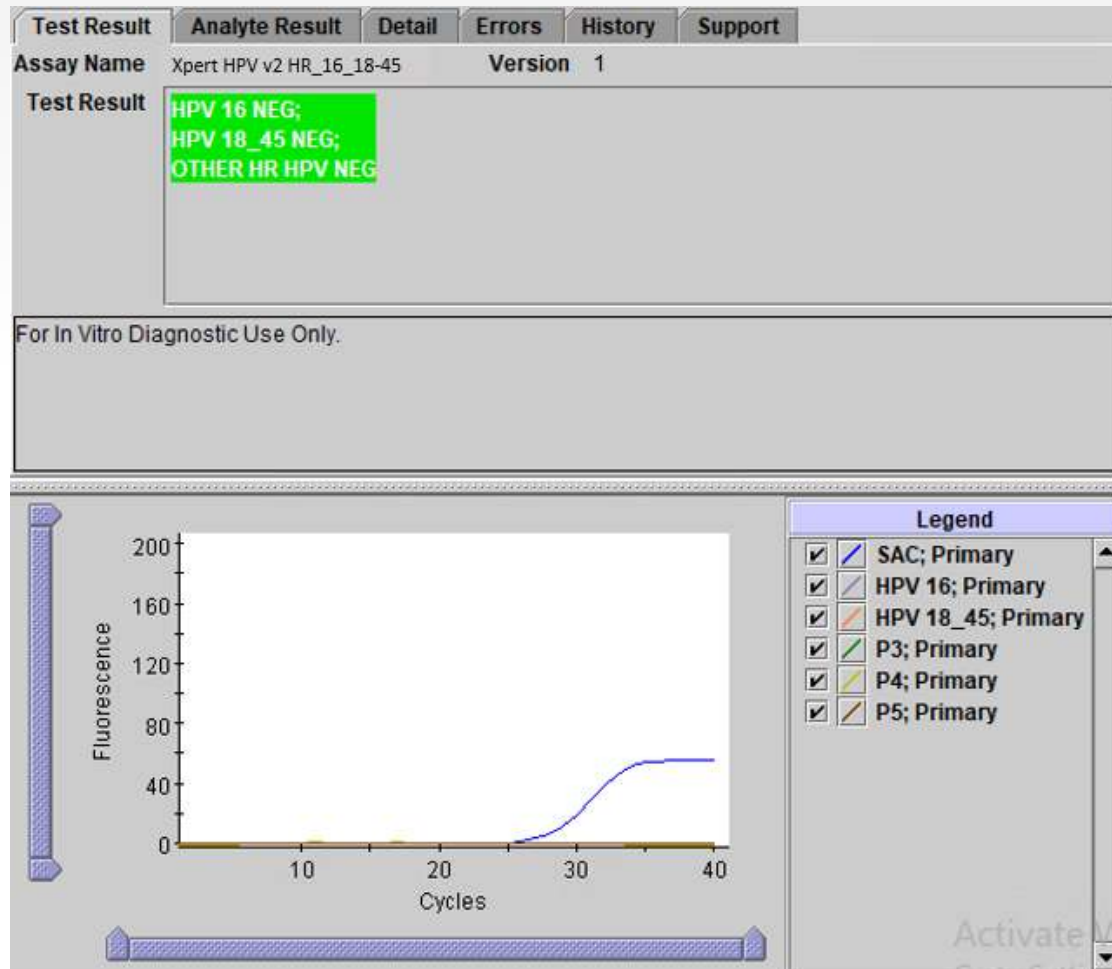 Test Result Analyte Result Detail Errors History Support
Assay Name Xpert HPV v2 HR_16_18-45 Version 1
Test Result
HPV 16 NEG;
HPV 18_45 NEG;
OTHER HR HPV NEG
For In Vitro Diagnostic Use Only.
200
160
120
80
40
0
Fluorescence
10 20 30 40
Cycles
Legend
SAC; Primary
HPV 16; Primary
HPV 18_45; Primary
P3; Primary
P4; Primary
P5; Primary
Activate